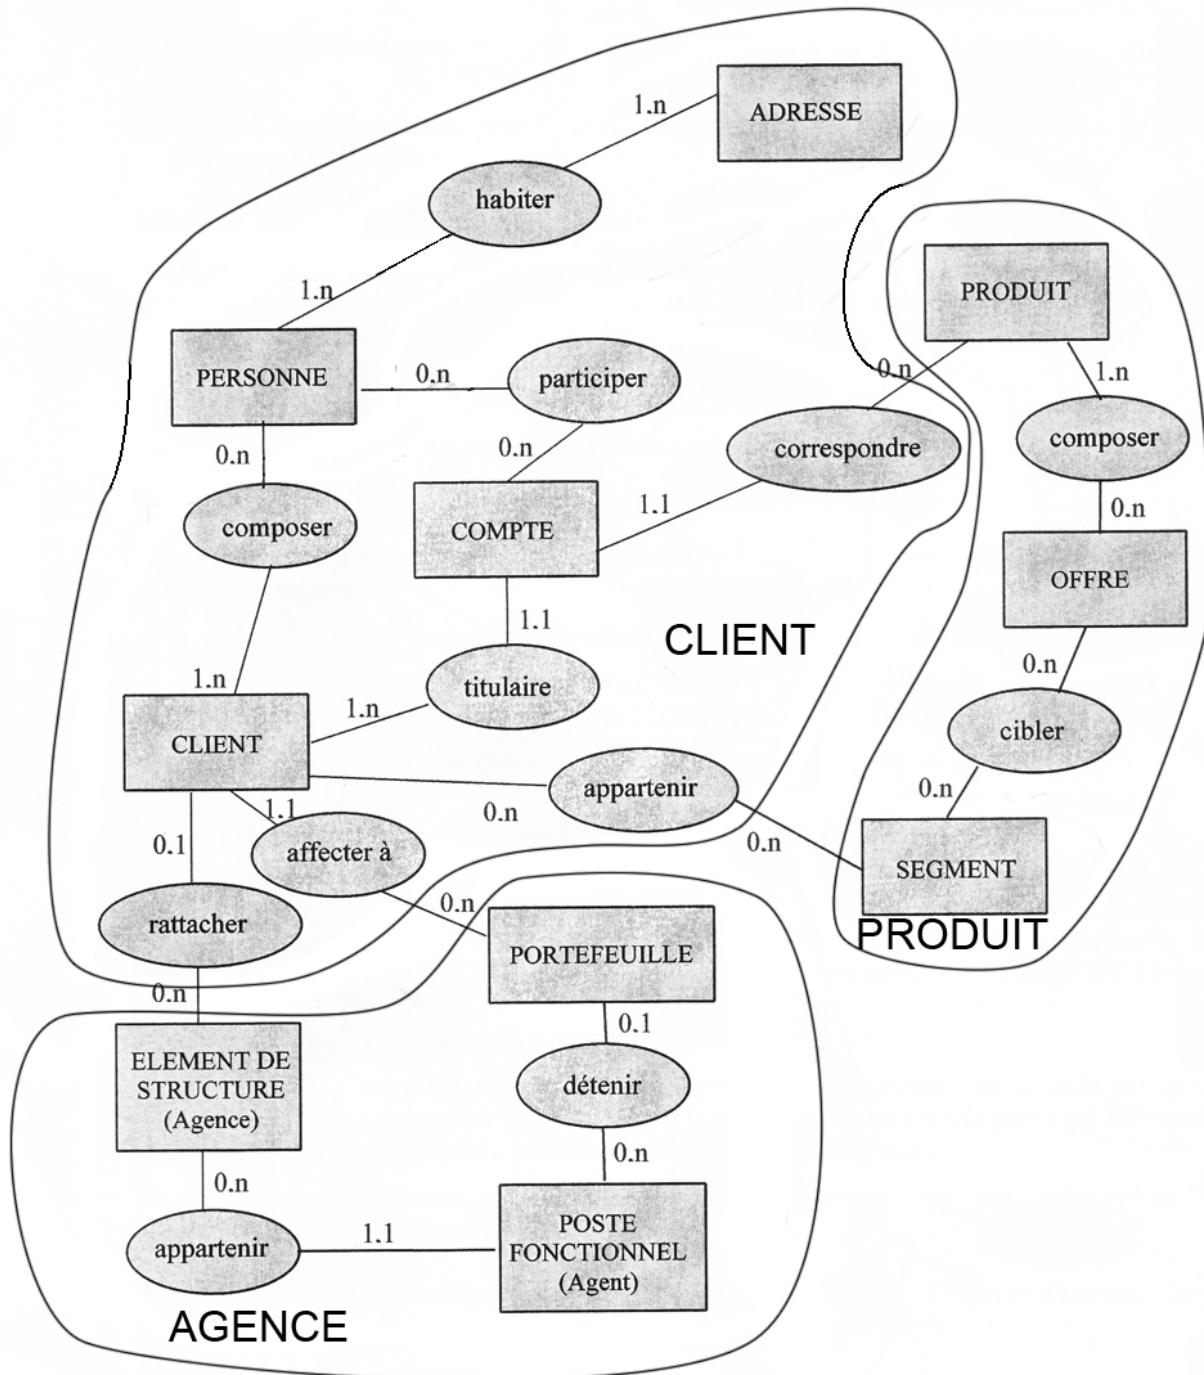 ADRESSE
1.n
habiter
1.n
PRODUIT
PERSONNE
0.n
participer
0.n
1.n
composer
0.n
0.n
correspondre
composer
COMPTE
1.1
0.n
OFFRE
1.1
CLIENT
0.n
1.n
titulaire
1.n
CLIENT
cibler
0.n
appartenir
0.n
1.1
0.1
affecter à
0.n
SEGMENT
PRODUIT
rattacher
0.n
PORTEFEUILLE
0.n
0.1
ELEMENT DE
STRUCTURE
(Agence)
détenir
0.n
0.n
POSTE
FONCTIONNEL
(Agent)
appartenir
1.1
AGENCE